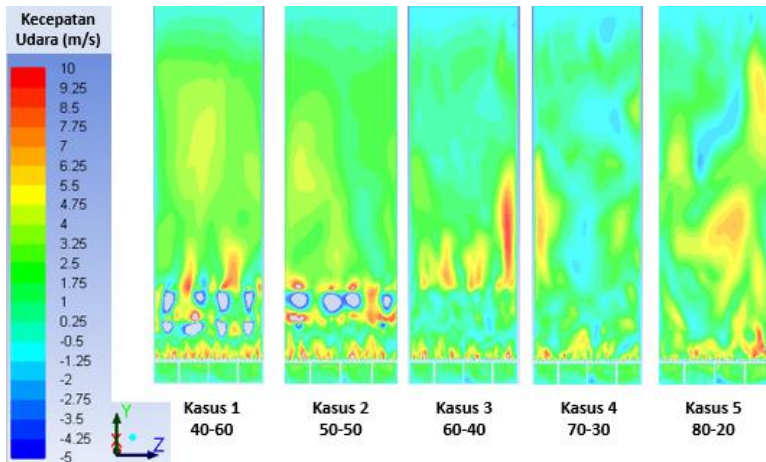 Kecepatan
Udara (m/s)
10
9.25
8.5
7.75
7
6.25
5.5
4.75
4
3.25
2.5
1.75
1
0.25
-0.5
-1.25
-2
-2.75
-3.5
-4.25
-5
Y
X
Z
Kasus 1
40-60
Kasus 2
50-50
Kasus 3
60-40
Kasus 4
70-30
Kasus 5
80-20